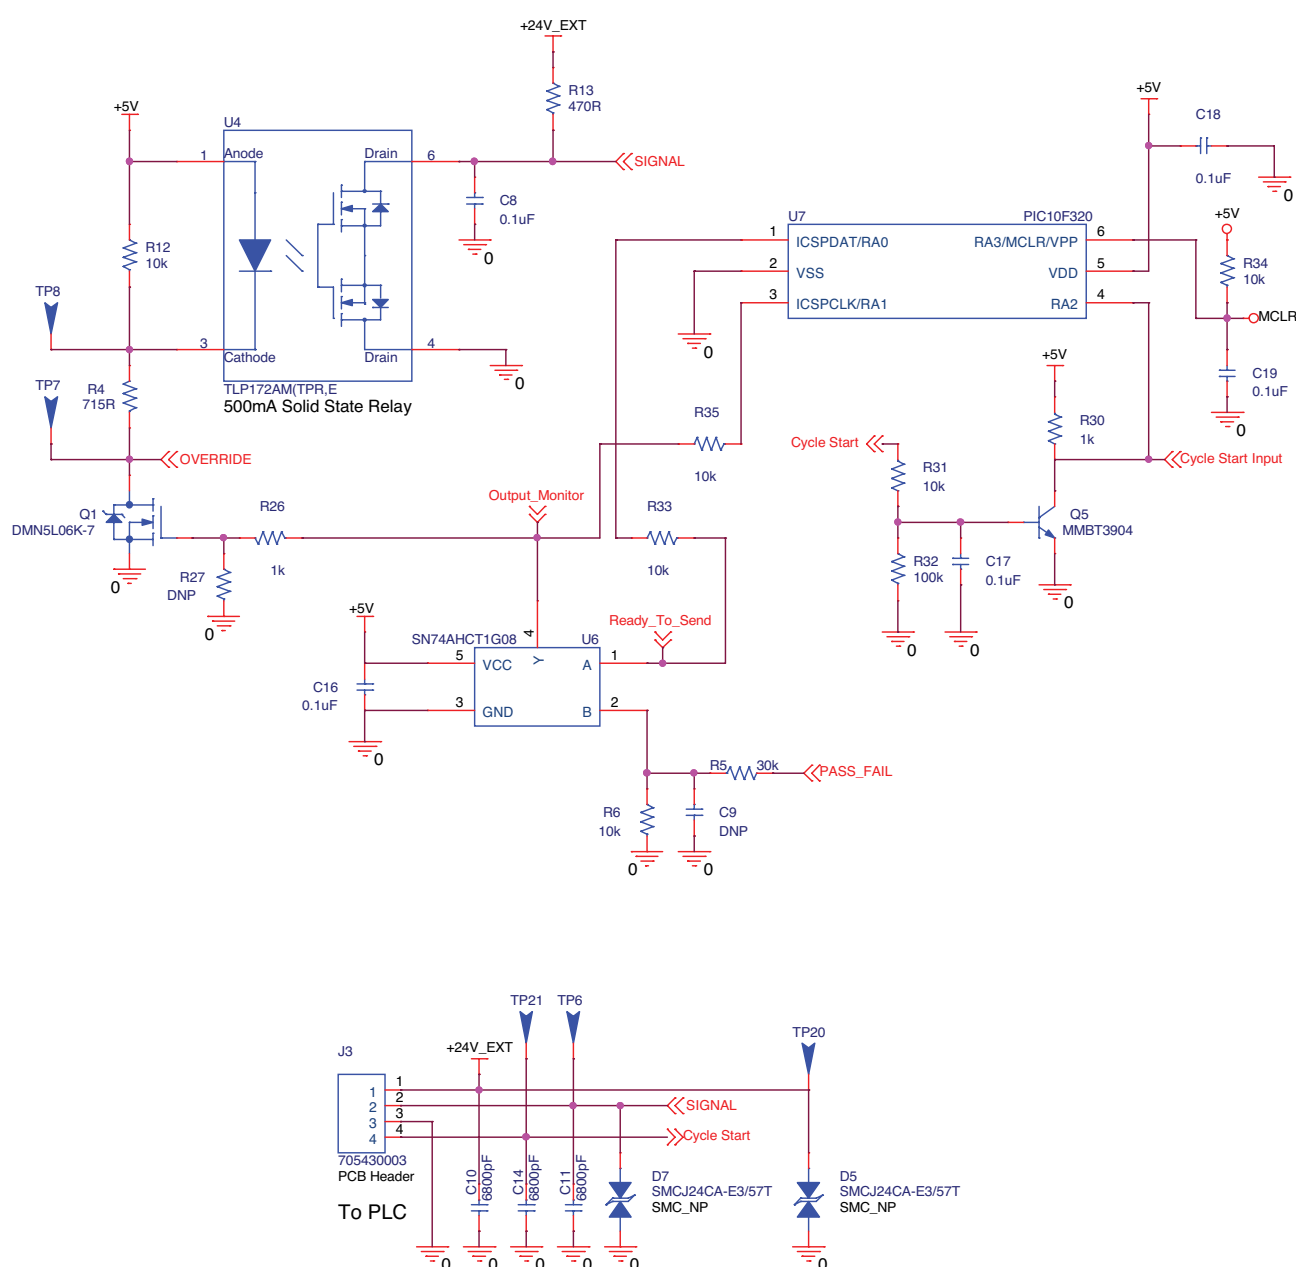 +24V_EXT
R13
470R
+5V
U4
1
Anode
Drain
6
SIGNAL
C8
0.1uF
0
R12
10k
TP8
3
Cathode
Drain
4
0
TLP172AM(TPR,E
500mA Solid State Relay
TP7
R4
715R
OVERRIDE
Q1
DMN5L06K-7
0
R26
1k
R27
DNP
0
+5V
C18
0.1uF
0
U7
PIC10F320
1
ICSPDAT/RA0
RA3/MCLR/VPP
6
2
VSS
VDD
5
3
ICSPCLK/RA1
RA2
4
0
+5V
R34
10k
MCLR
C19
0.1uF
0
+5V
R30
1k
Cycle Start Input
R35
10k
Cycle Start
R31
10k
Q5
MMBT3904
0
R32
100k
0
C17
0.1uF
0
Output_Monitor
R33
10k
Ready_To_Send
+5V
SN74AHCT1G08
4
U6
5
VCC
Y
A
1
C16
0.1uF
3
GND
B
2
0
R5
30k
PASS_FAIL
R6
10k
0
C9
DNP
0
TP21
TP6
TP20
J3
+24V_EXT
1
1
2
2
SIGNAL
3
3
4
4
Cycle Start
705430003
PCB Header
To PLC
C10
6800pF
C14
6800pF
C11
6800pF
D7
SMCJ24CA-E3/57T
SMC_NP
D5
SMCJ24CA-E3/57T
SMC_NP
0
0
0
0
0
0